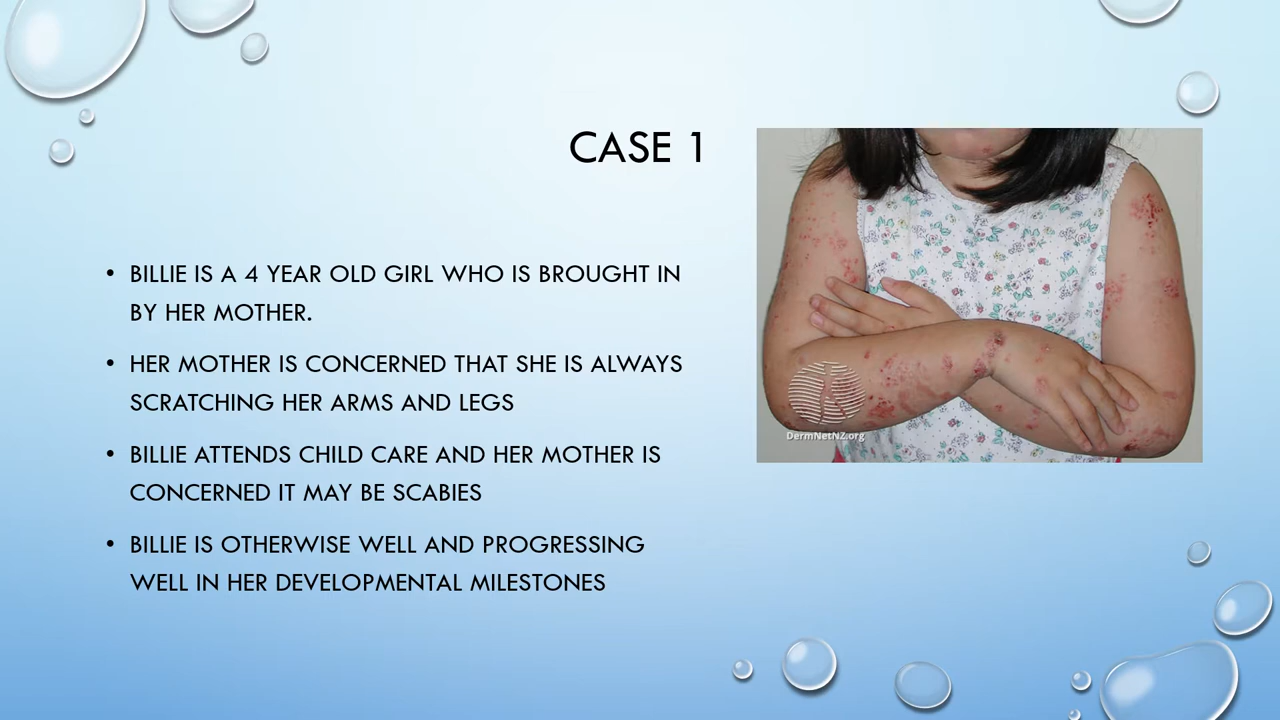 CASE 1
• BILLIE IS A 4 YEAR OLD GIRL WHO IS BROUGHT IN
BY HER MOTHER.
• HER MOTHER IS CONCERNED THAT SHE IS ALWAYS
SCRATCHING HER ARMS AND LEGS
• BILLIE ATTENDS CHILD CARE AND HER MOTHER IS
CONCERNED IT MAY BE SCABIES
• BILLIE IS OTHERWISE WELL AND PROGRESSING
WELL IN HER DEVELOPMENTAL MILESTONES
DermNetNZ.org